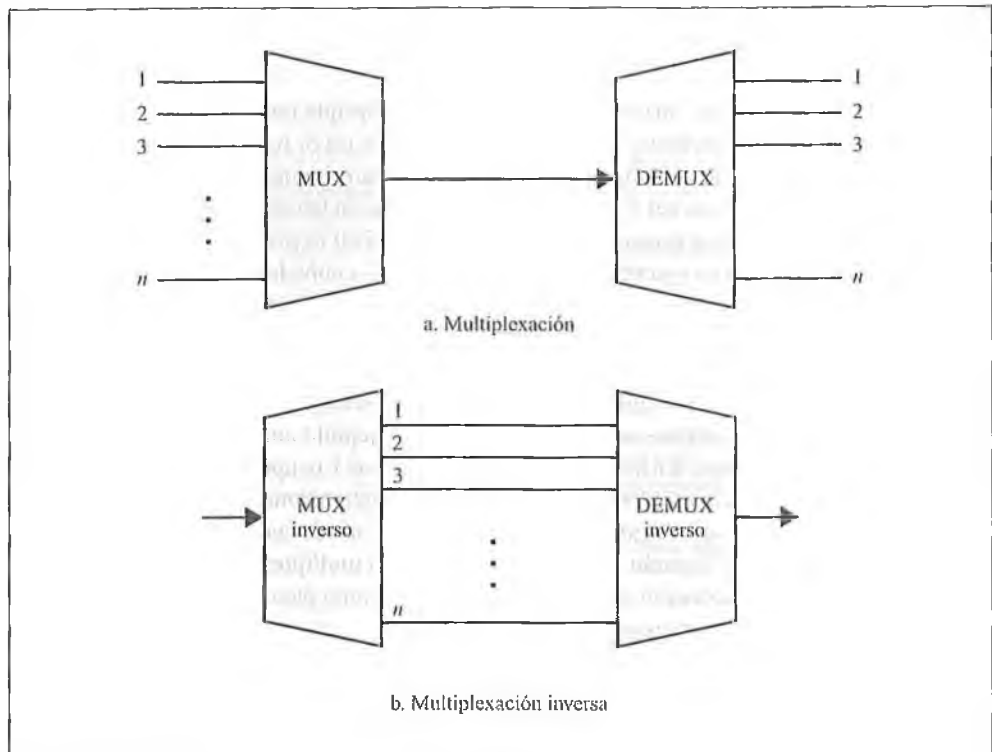 1
2
3
n
MUX
DEMUX
1
2
3
n
a. Multiplexación
MUX
inverso
1
2
3
n
DEMUX
inverso
b. Multiplexación inversa